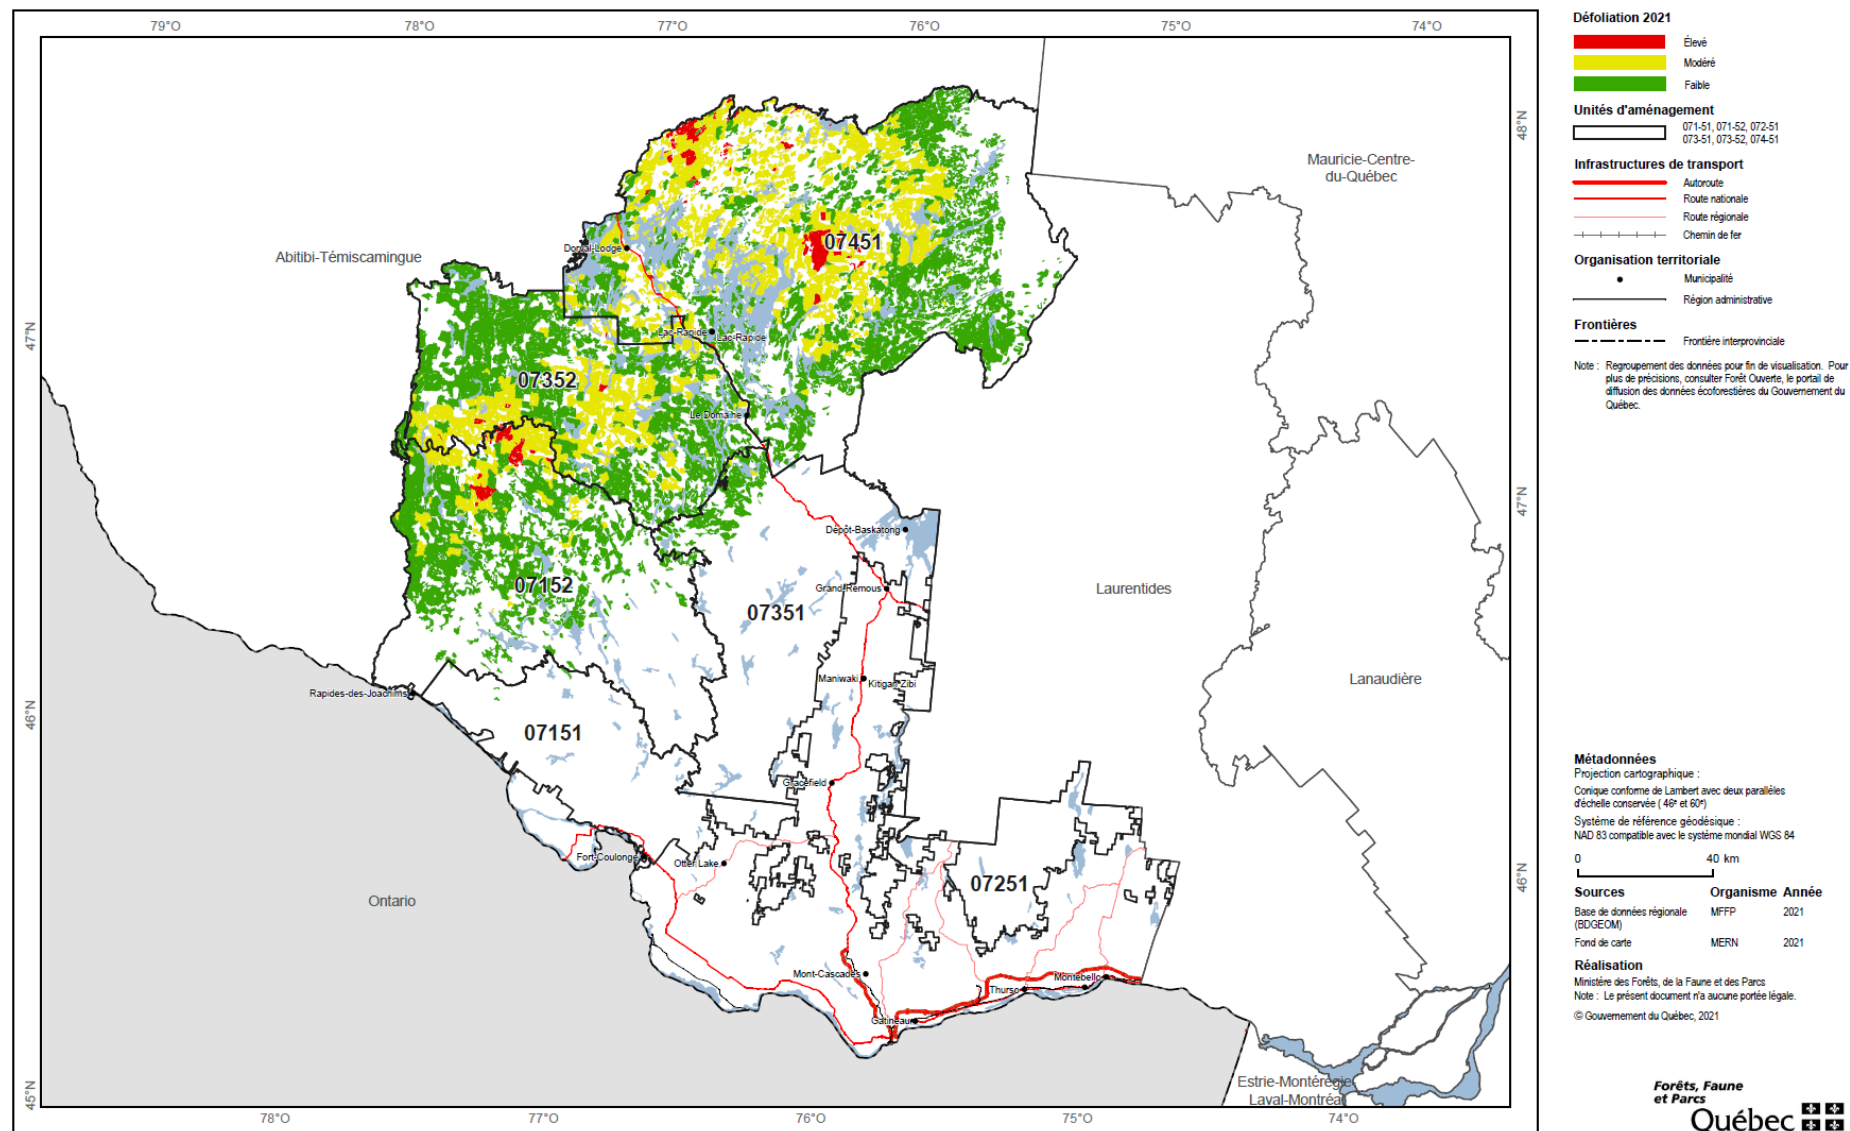 79°O
78°O
77°O
76°O
75°O
74°O
48°N
47°N
47°N
46°N
46°N
45°N
78°O
77°O
76°O
75°O
74°O
Mauricie-Centre-
du-Québec
Abitibi-Témiscamingue
07451
Dorval-Lodge
Lac-Rapide
Lac-Rapide
07352
Le Domaine
Dépôt-Baskatong
07152
Grand-Remous
07351
Laurentides
Maniwaki
Kitigan Zibi
Lanaudière
Rapides-des-Joachims
07151
Gracefield
Fort-Coulonge
Otter Lake
07251
Ontario
Mont-Cascades
Montebello
Thurso
Gatineau
Estrie-Montérégie
Laval-Montréal
Défoliation 2021
Élevé
Modéré
Faible
Unités d'aménagement
071-51, 071-52, 072-51
073-51, 073-52, 074-51
Infrastructures de transport
Autoroute
Route nationale
Route régionale
Chemin de fer
Organisation territoriale
Municipalité
Région administrative
Frontières
Frontière interprovinciale
Note : Regroupement des données pour fin de visualisation. Pour
plus de précisions, consulter Forêt Ouverte, le portail de
diffusion des données écoforestières du Gouvernement du
Québec.
Métadonnées
Projection cartographique :
Conique conforme de Lambert avec deux parallèles
d'échelle conservée ( 46e et 60e)
Système de référence géodésique :
NAD 83 compatible avec le système mondial WGS 84
0 40 km
Sources Organisme Année
Base de données régionale MFFP 2021
(BDGEOM)
Fond de carte MERN 2021
Réalisation
Ministère des Forêts, de la Faune et des Parcs
Note : Le présent document n'a aucune portée légale.
© Gouvernement du Québec, 2021
Forêts, Faune
et Parcs
Québec